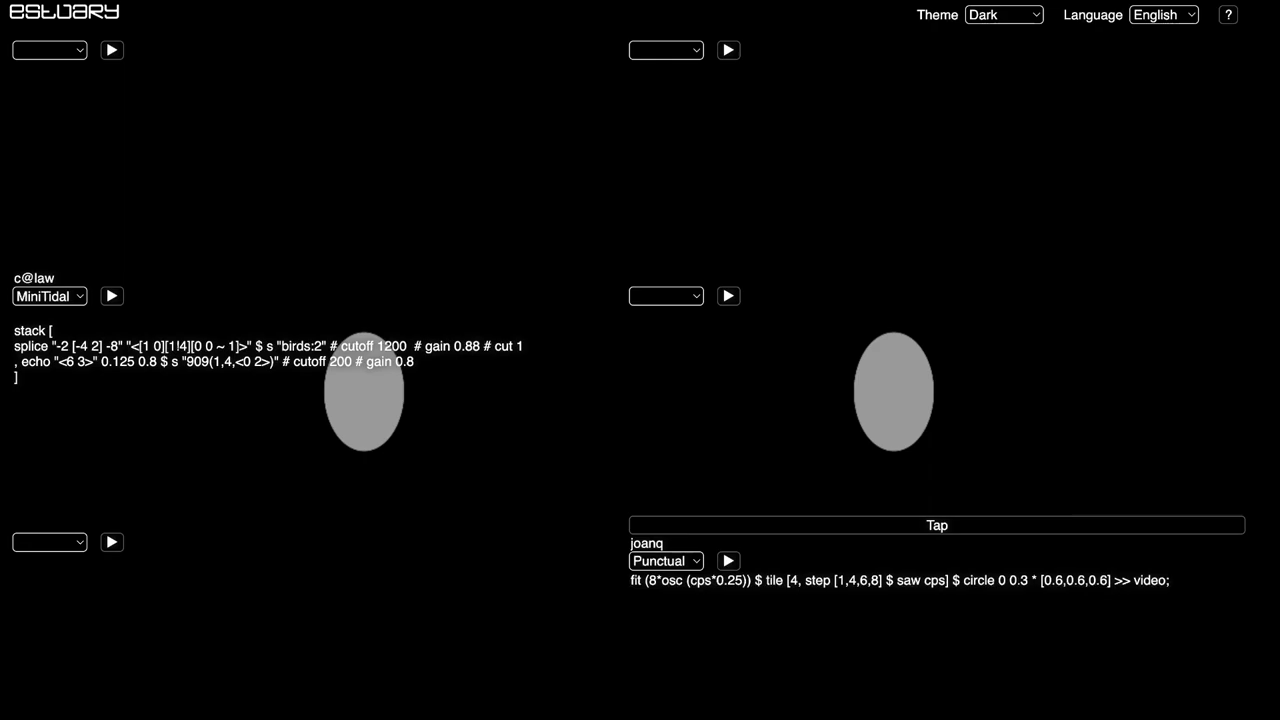 estuary
Theme Dark Language English ?
c@law
MiniTidal
stack [
splice "-2 [-4 2] -8" "<[1 0][1!4][0 0 ~ 1]>" $ s "birds:2" # cutoff 1200  # gain 0.88 # cut 1
, echo "<6 3>" 0.125 0.8 $ s "909(1,4,<0 2>)" # cutoff 200 # gain 0.8
]
Tap
joanq
Punctual
fit (8*osc (cps*0.25)) $ tile [4, step [1,4,6,8] $ saw cps] $ circle 0 0.3 * [0.6,0.6,0.6] >> video;